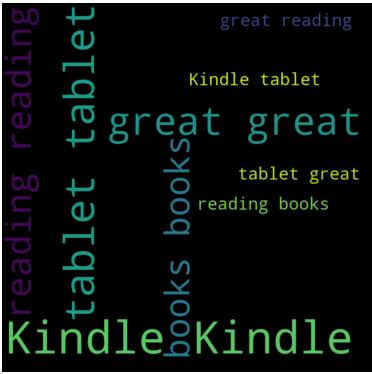 great reading
reading reading
tablet tablet
Kindle tablet
great great
books books
tablet great
reading books
Kindle Kindle